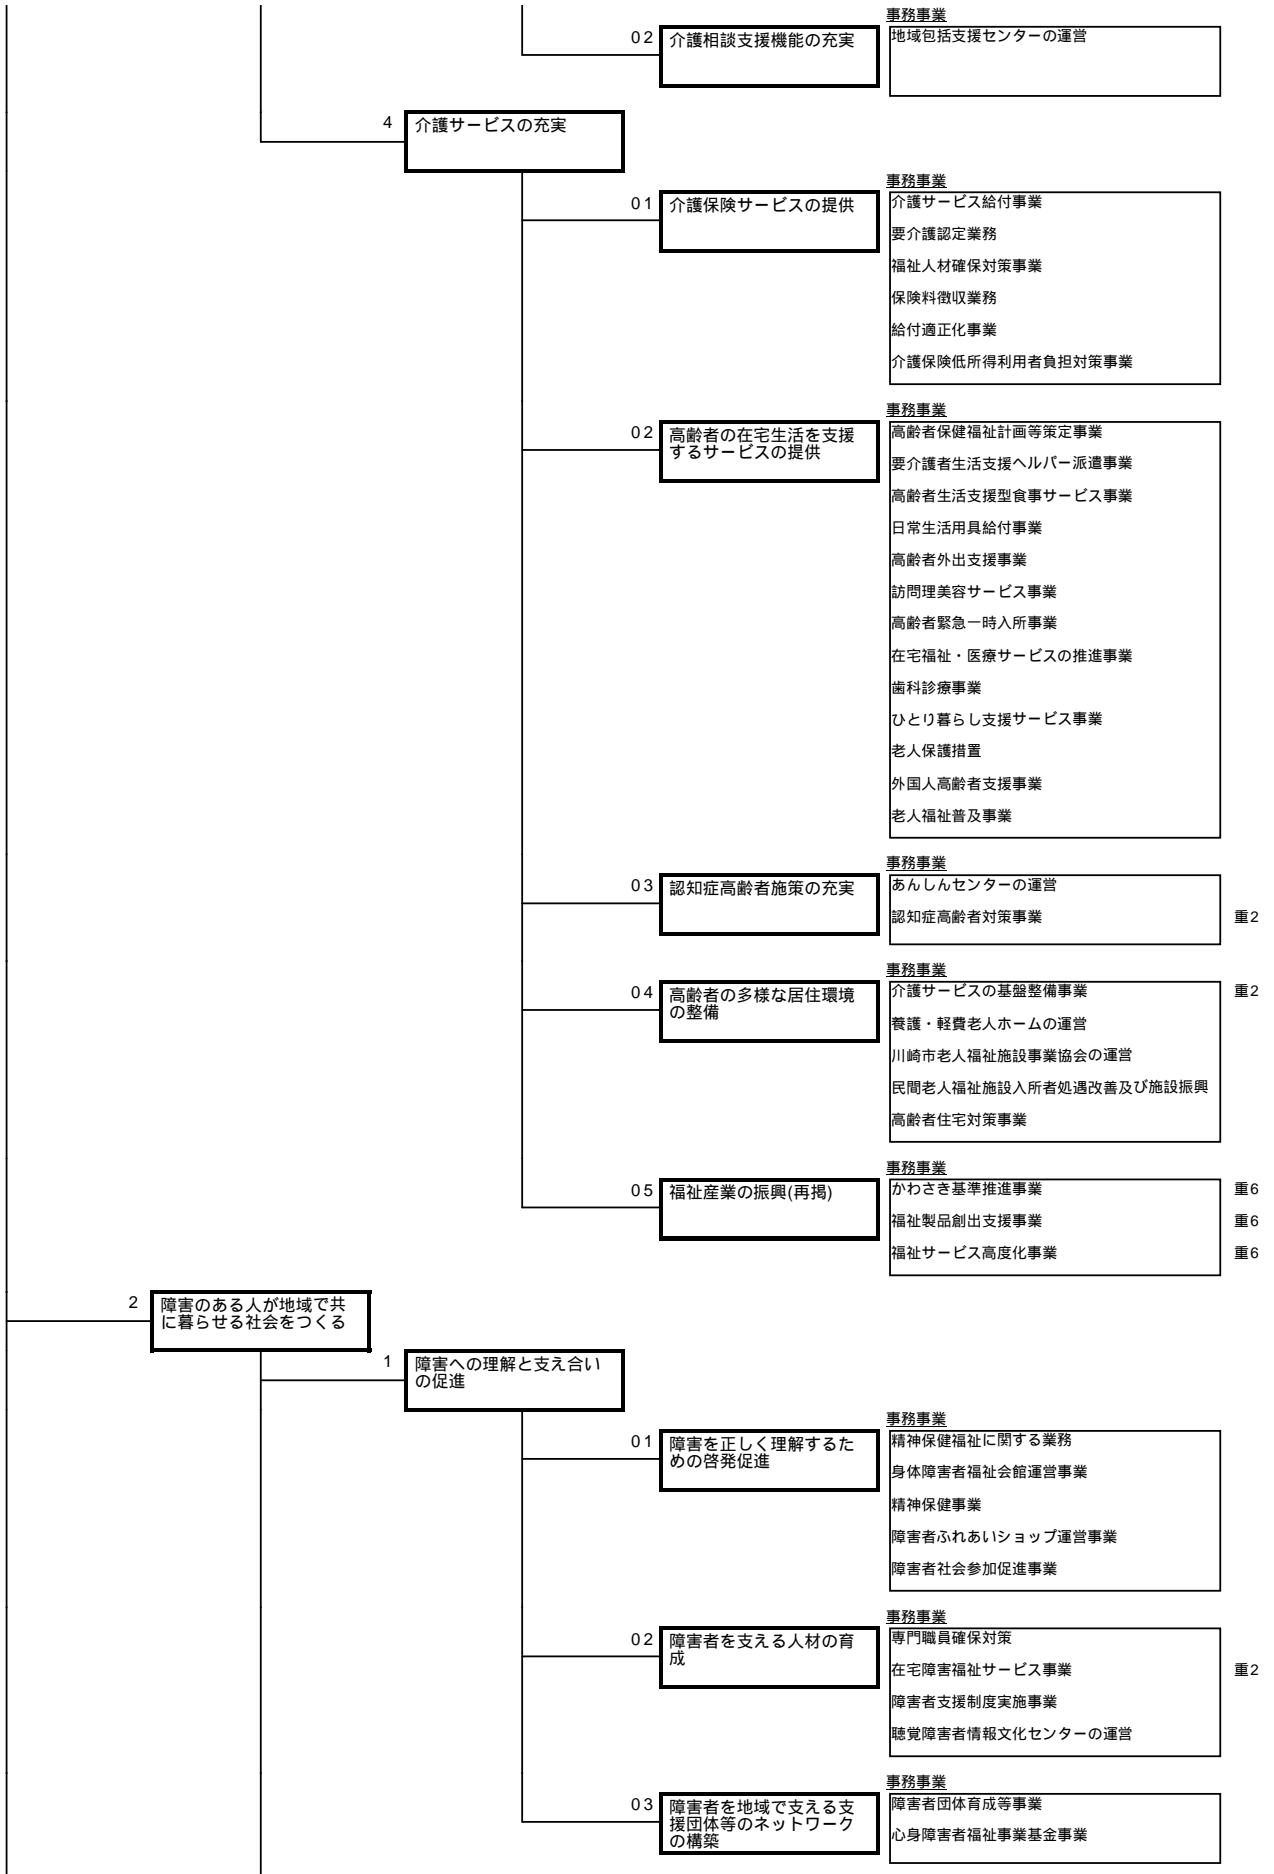 事務事業
02 介護相談支援機能の充実
地域包括支援センターの運営
4 介護サービスの充実
事務事業
01 介護保険サービスの提供
介護サービス給付事業
要介護認定業務
福祉人材確保対策事業
保険料徴収業務
給付適正化事業
介護保険低所得利用者負担対策事業
事務事業
02 高齢者の在宅生活を支援
するサービスの提供
高齢者保健福祉計画等策定事業
要介護者生活支援ヘルパー派遣事業
高齢者生活支援型食事サービス事業
日常生活用具給付事業
高齢者外出支援事業
訪問理美容サービス事業
高齢者緊急一時入所事業
在宅福祉・医療サービスの推進事業
歯科診療事業
ひとり暮らし支援サービス事業
老人保護措置
外国人高齢者支援事業
老人福祉普及事業
事務事業
03 認知症高齢者施策の充実
あんしんセンターの運営
認知症高齢者対策事業 重2
事務事業
04 高齢者の多様な居住環境
の整備
介護サービスの基盤整備事業 重2
養護・軽費老人ホームの運営
川崎市老人福祉施設事業協会の運営
民間老人福祉施設入所者処遇改善及び施設振興
高齢者住宅対策事業
事務事業
05 福祉産業の振興(再掲)
かわさき基準推進事業 重6
福祉製品創出支援事業 重6
福祉サービス高度化事業 重6
2 障害のある人が地域で共
に暮らせる社会をつくる
1 障害への理解と支え合い
の促進
事務事業
01 障害を正しく理解するた
めの啓発促進
精神保健福祉に関する業務
身体障害者福祉会館運営事業
精神保健事業
障害者ふれあいショップ運営事業
障害者社会参加促進事業
事務事業
02 障害者を支える人材の育
成
専門職員確保対策
在宅障害福祉サービス事業 重2
障害者支援制度実施事業
聴覚障害者情報文化センターの運営
事務事業
03 障害者を地域で支える支
援団体等のネットワーク
の構築
障害者団体育成等事業
心身障害者福祉事業基金事業